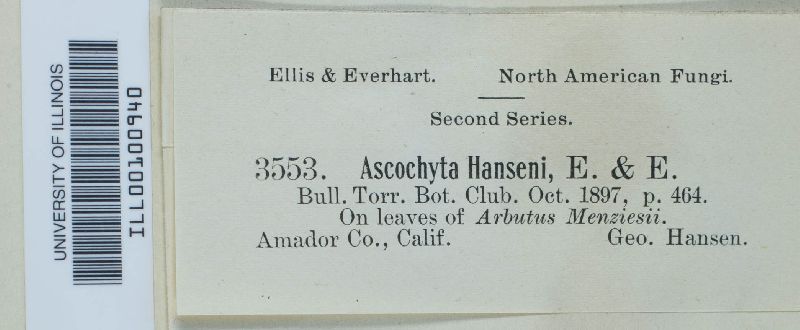 UNIVERSITY OF ILLINOIS
ILL00100940
Ellis & Everhart. North American Fungi.
Second Series.
3553. Ascochyta Hanseni, E. & E.
Bull. Torr. Bot. Club. Oct. 1897, p. 464.
On leaves of Arbutus Menziesii.
Amador Co., Calif. Geo. Hansen.